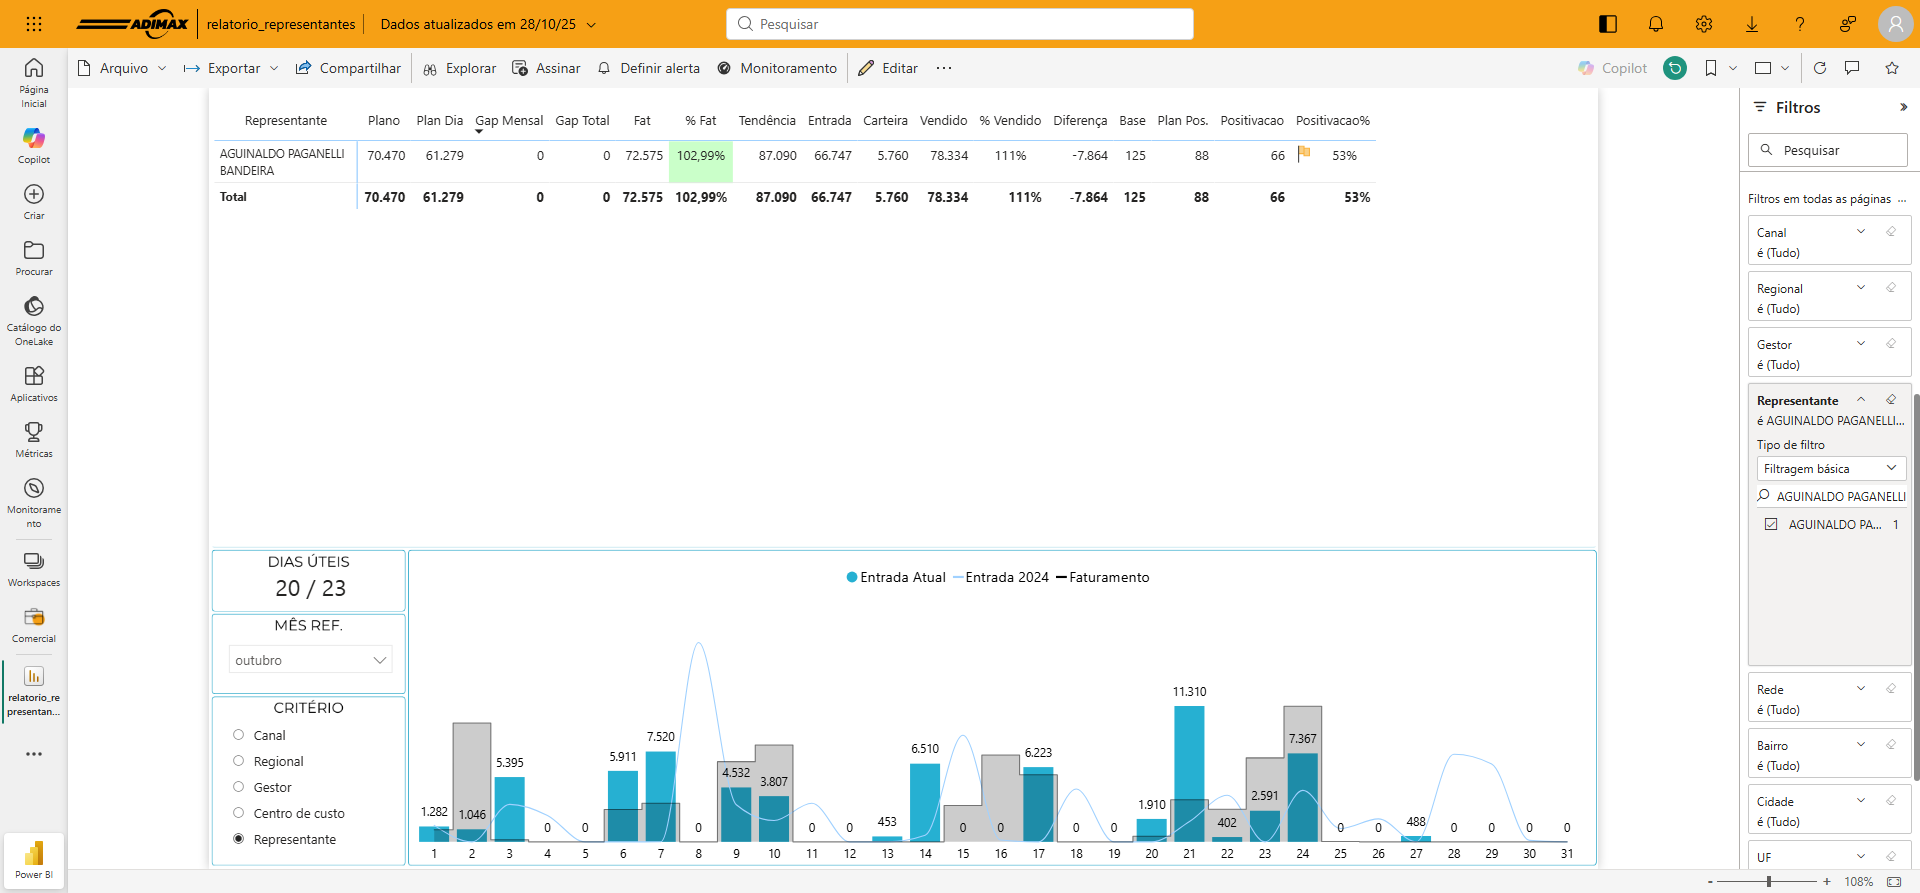 ADIMAX
relatorio_representantes
Dados atualizados em 28/10/25
Pesquisar
A
Arquivo
Exportar
Compartilhar
Explorar
Assinar
Definir alerta
Monitoramento
Editar
Copilot
Página
Inicial
Copilot
Criar
Procurar
Catálogo do
OneLake
Aplicativos
Métricas
Monitorame
nto
Workspaces
Comercial
relatorio_re
presentan...
Power BI
Representante Plano Plan Dia Gap Mensal Gap Total Fat % Fat Tendência Entrada Carteira Vendido % Vendido Diferença Base Plan Pos. Positivacao Positivacao%
AGUINALDO PAGANELLI
BANDEIRA
70.470 61.279 0 0 72.575 102,99% 87.090 66.747 5.760 78.334 111% -7.864 125 88 66 53%
Total 70.470 61.279 0 0 72.575 102,99% 87.090 66.747 5.760 78.334 111% -7.864 125 88 66 53%
DIAS ÚTEIS
20 / 23
MÊS REF.
outubro
CRITÉRIO
Canal
Regional
Gestor
Centro de custo
Representante
Entrada Atual Entrada 2024 Faturamento
1.282 1.046 5.395 0 0 5.911 7.520 0 4.532 3.807 0 0 453 6.510 0 0 6.223 0 0 1.910 11.310 402 2.591 7.367 0 0 488 0 0 0 0
1 2 3 4 5 6 7 8 9 10 11 12 13 14 15 16 17 18 19 20 21 22 23 24 25 26 27 28 29 30 31
Filtros
Pesquisar
Filtros em todas as páginas ...
Canal
é (Tudo)
Regional
é (Tudo)
Gestor
é (Tudo)
Representante
é AGUINALDO PAGANELLI...
Tipo de filtro
Filtragem básica
AGUINALDO PAGANELLI
AGUINALDO PA... 1
Rede
é (Tudo)
Bairro
é (Tudo)
Cidade
é (Tudo)
UF
- + 108%